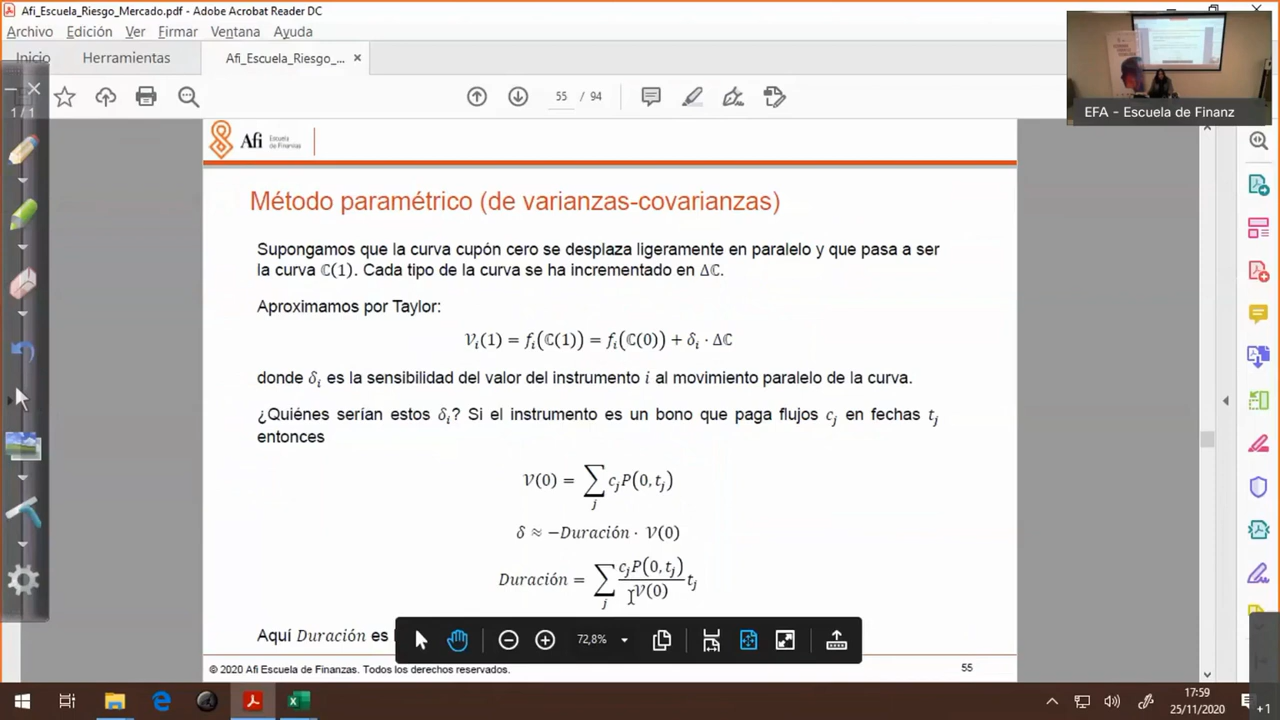 Afi_Escuela_Riesgo_Mercado.pdf - Adobe Acrobat Reader DC
Archivo Edición Ver Firmar Ventana Ayuda
Inicio Herramientas Afi_Escuela_Riesgo_... ×
1/1
55 / 94
EFA - Escuela de Finanz
Afi Escuela de Finanzas
Método paramétrico (de varianzas-covarianzas)
Supongamos que la curva cupón cero se desplaza ligeramente en paralelo y que pasa a ser
la curva ℂ(1). Cada tipo de la curva se ha incrementado en Δℂ.
Aproximamos por Taylor:
𝒱ᵢ(1) = fᵢ(ℂ(1)) = fᵢ(ℂ(0)) + δᵢ · Δℂ
donde δᵢ es la sensibilidad del valor del instrumento i al movimiento paralelo de la curva.
¿Quiénes serían estos δᵢ? Si el instrumento es un bono que paga flujos cⱼ en fechas tⱼ
entonces
𝒱(0) = ∑ⱼ cⱼP(0, tⱼ)
δ ≈ −Duración · 𝒱(0)
Duración = ∑ⱼ cⱼP(0, tⱼ)/𝒱(0) tⱼ
Aquí Duración es
72,8%
© 2020 Afi Escuela de Finanzas. Todos los derechos reservados. 55
17:59
25/11/2020
+1